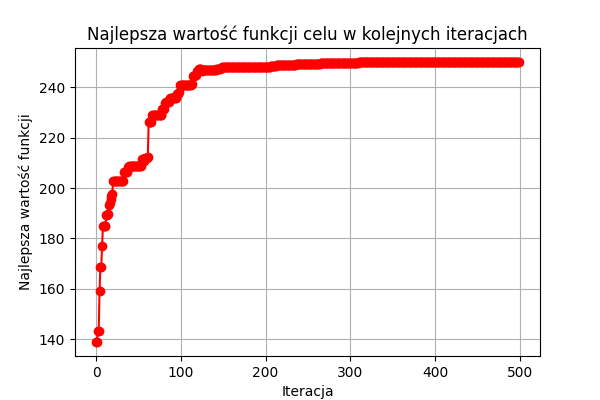 Najlepsza wartość funkcji celu w kolejnych iteracjach
Najlepsza wartość funkcji
240
220
200
180
160
140
0 100 200 300 400 500
Iteracja